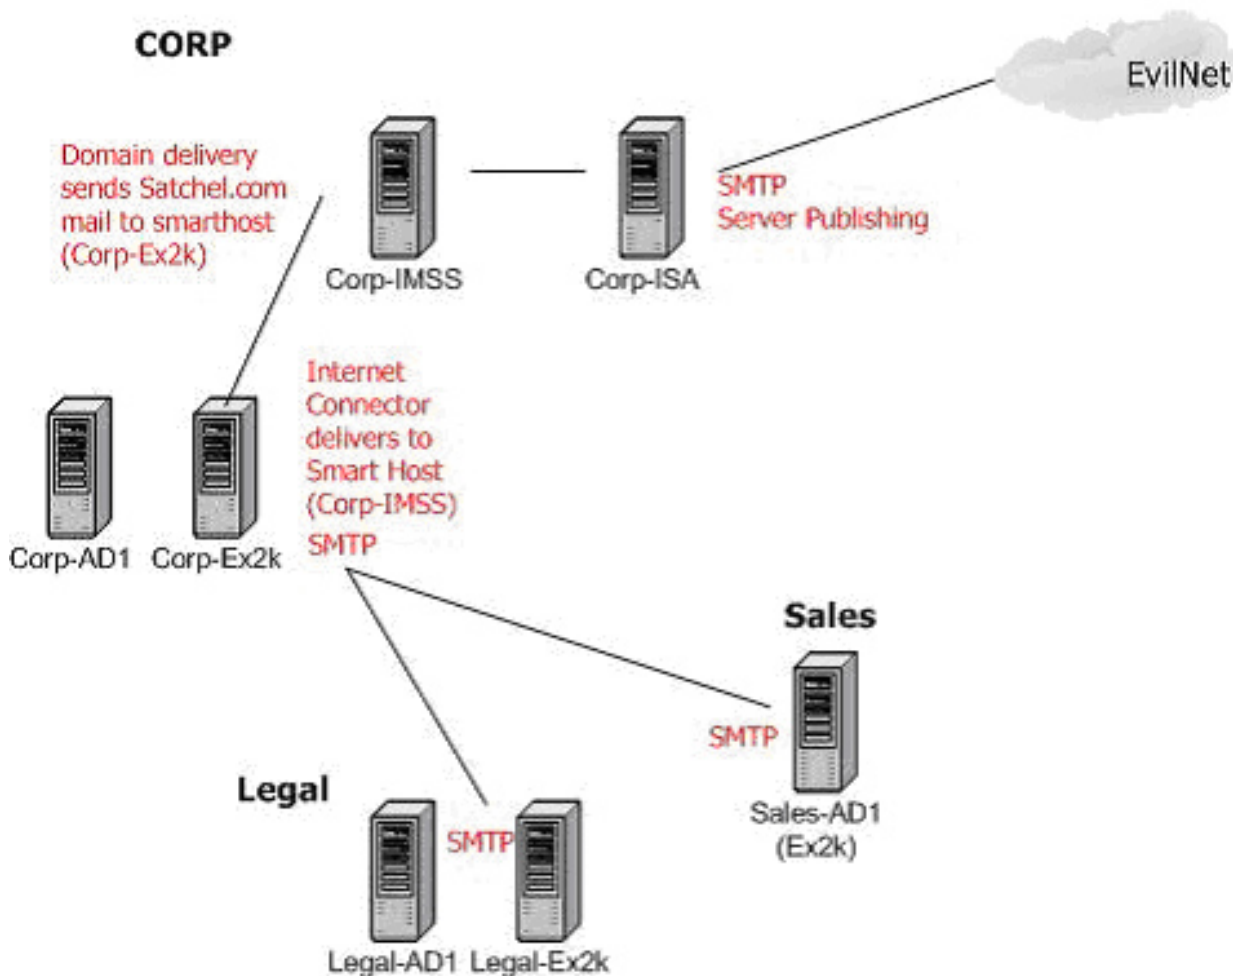 CORP
EvilNet
Domain delivery
sends Satchel.com
mail to smarthost
(Corp-Ex2k)
SMTP
Server Publishing
Corp-IMSS
Corp-ISA
Internet
Connector
delivers to
Smart Host
(Corp-IMSS)
SMTP
Corp-AD1
Corp-Ex2k
Sales
SMTP
Sales-AD1
(Ex2k)
Legal
SMTP
Legal-AD1
Legal-Ex2k